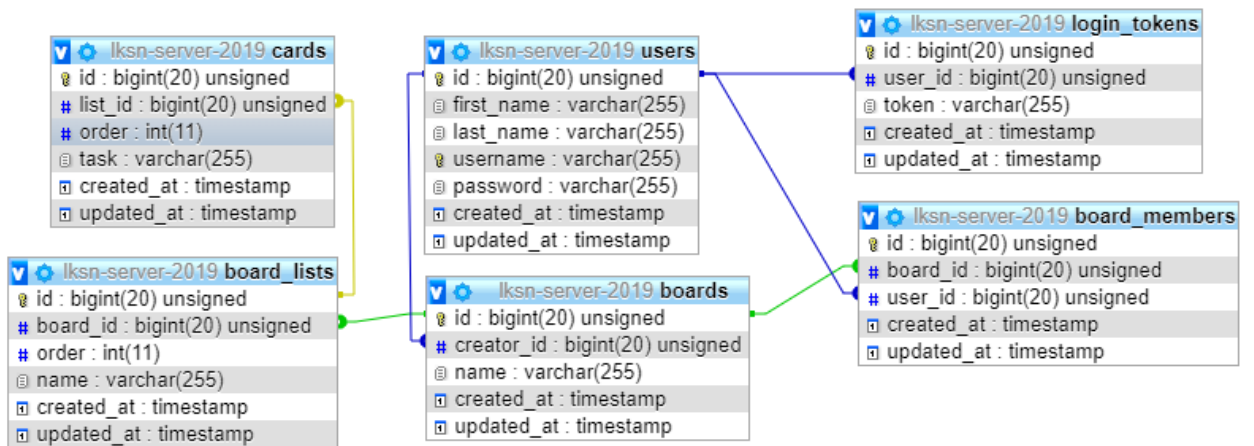 lksn-server-2019 cards
id : bigint(20) unsigned
list_id : bigint(20) unsigned
order : int(11)
task : varchar(255)
created_at : timestamp
updated_at : timestamp
lksn-server-2019 users
id : bigint(20) unsigned
first_name : varchar(255)
last_name : varchar(255)
username : varchar(255)
password : varchar(255)
created_at : timestamp
updated_at : timestamp
lksn-server-2019 login_tokens
id : bigint(20) unsigned
user_id : bigint(20) unsigned
token : varchar(255)
created_at : timestamp
updated_at : timestamp
lksn-server-2019 board_lists
id : bigint(20) unsigned
board_id : bigint(20) unsigned
order : int(11)
name : varchar(255)
created_at : timestamp
updated_at : timestamp
lksn-server-2019 boards
id : bigint(20) unsigned
creator_id : bigint(20) unsigned
name : varchar(255)
created_at : timestamp
updated_at : timestamp
lksn-server-2019 board_members
id : bigint(20) unsigned
board_id : bigint(20) unsigned
user_id : bigint(20) unsigned
created_at : timestamp
updated_at : timestamp